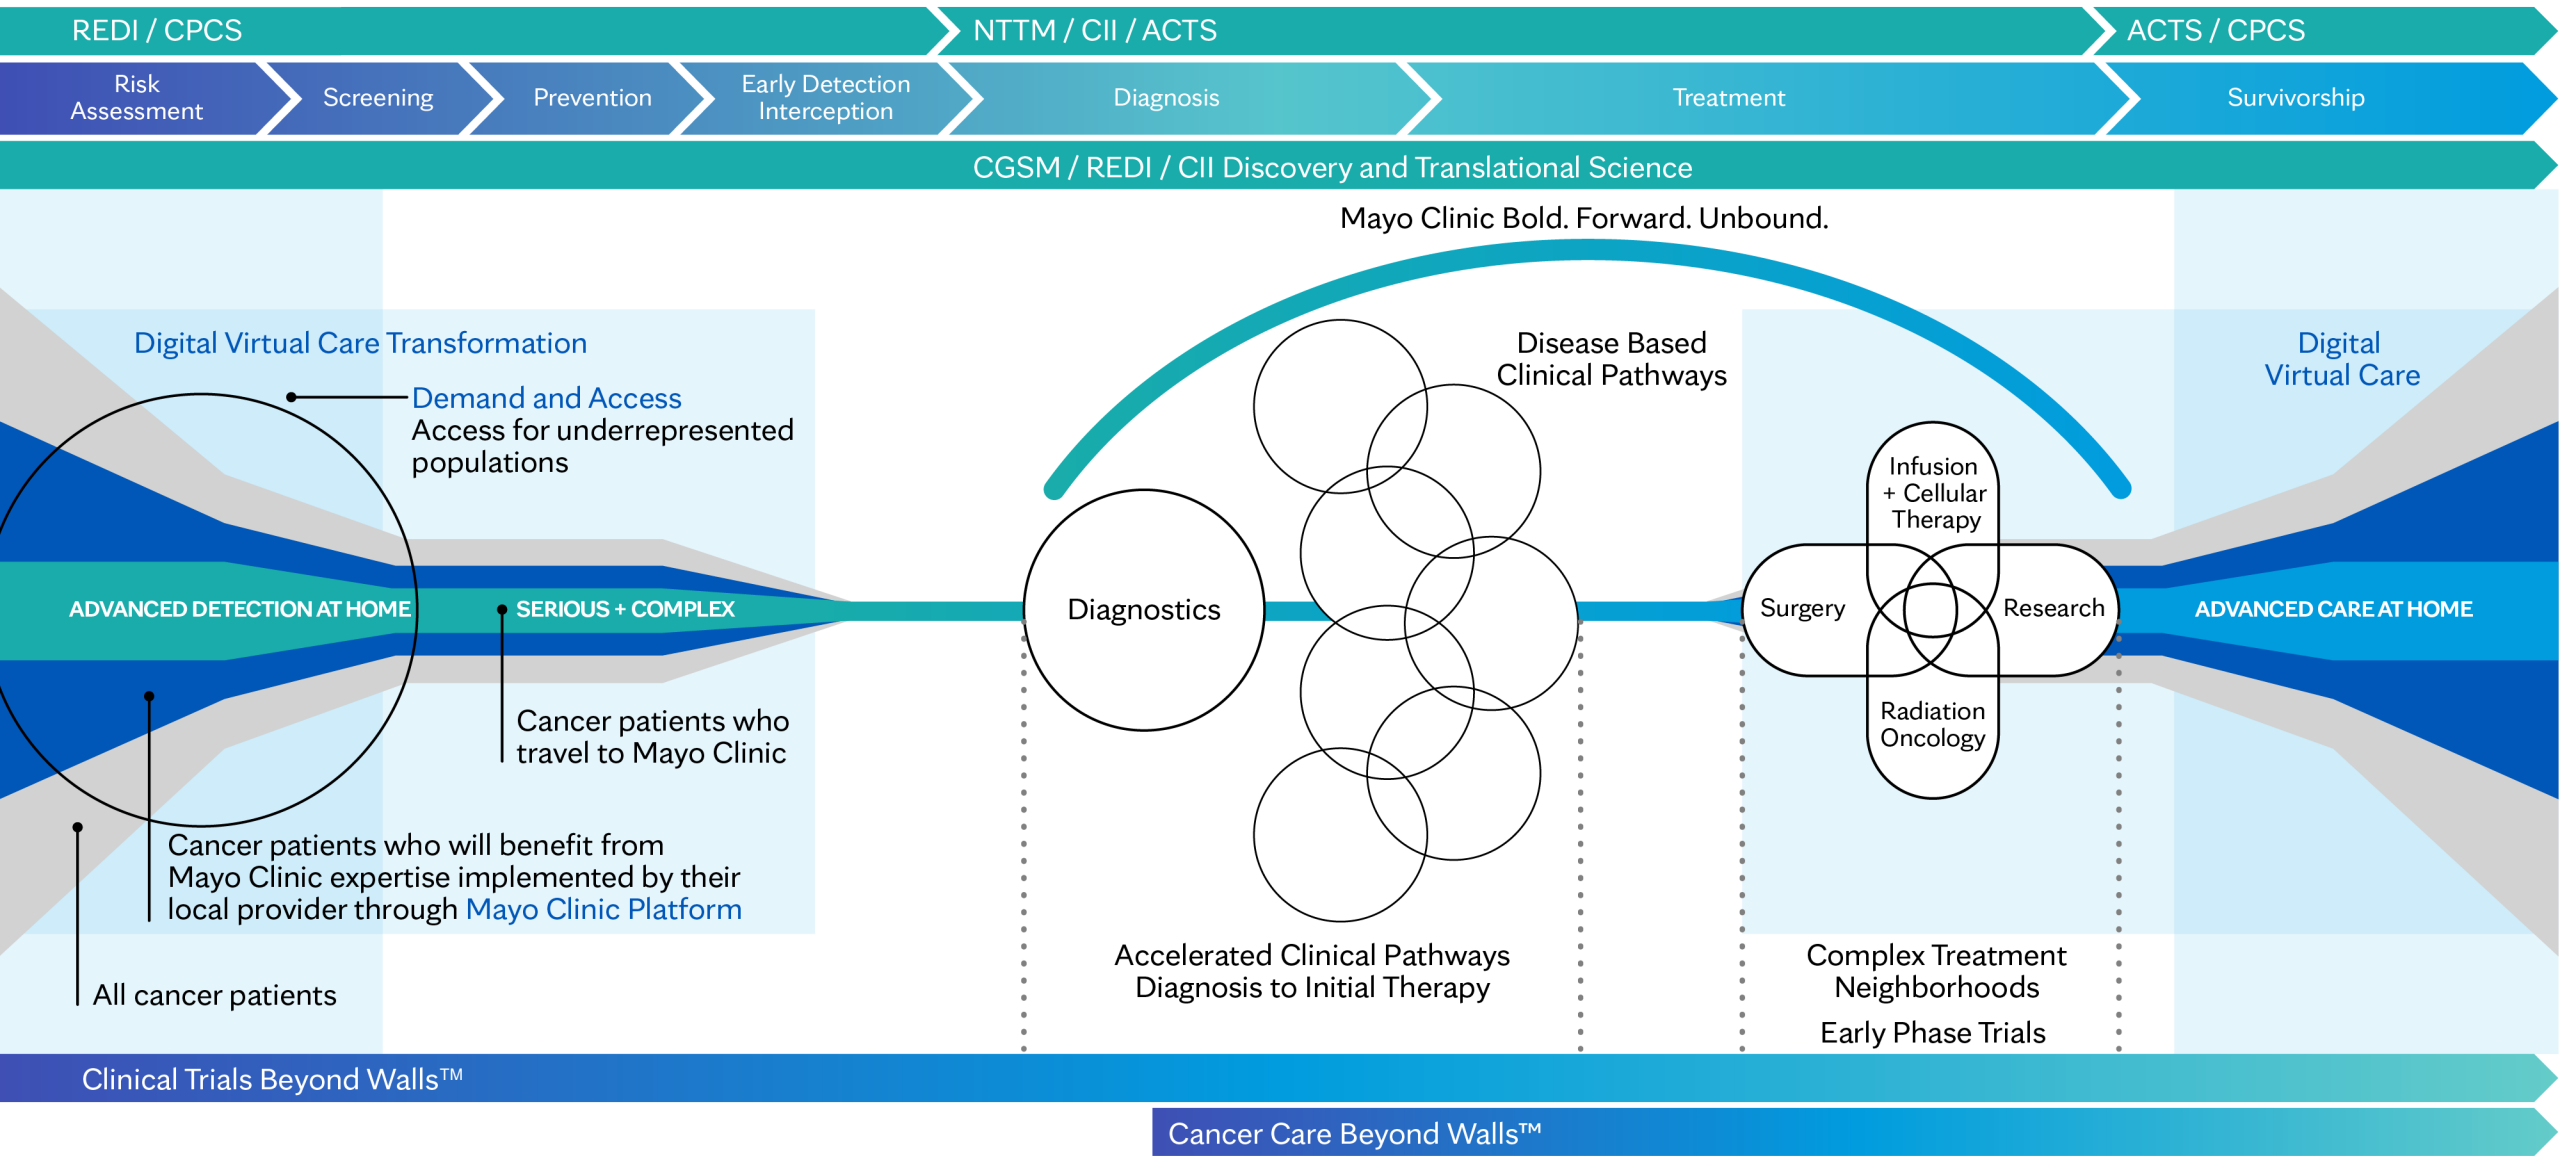 REDI / CPCS
NTTM / CII / ACTS
ACTS / CPCS
Risk
Assessment
Screening
Prevention
Early Detection
Interception
Diagnosis
Treatment
Survivorship
CGSM / REDI / CII Discovery and Translational Science
Mayo Clinic Bold. Forward. Unbound.
Digital Virtual Care Transformation
Demand and Access
Access for underrepresented
populations
ADVANCED DETECTION AT HOME
SERIOUS + COMPLEX
Cancer patients who
travel to Mayo Clinic
Cancer patients who will benefit from
Mayo Clinic expertise implemented by their
local provider through Mayo Clinic Platform
All cancer patients
Diagnostics
Disease Based
Clinical Pathways
Accelerated Clinical Pathways
Diagnosis to Initial Therapy
Infusion
+ Cellular
Therapy
Surgery
Research
Radiation
Oncology
Complex Treatment
Neighborhoods
Early Phase Trials
Digital
Virtual Care
ADVANCED CARE AT HOME
Clinical Trials Beyond Walls™
Cancer Care Beyond Walls™